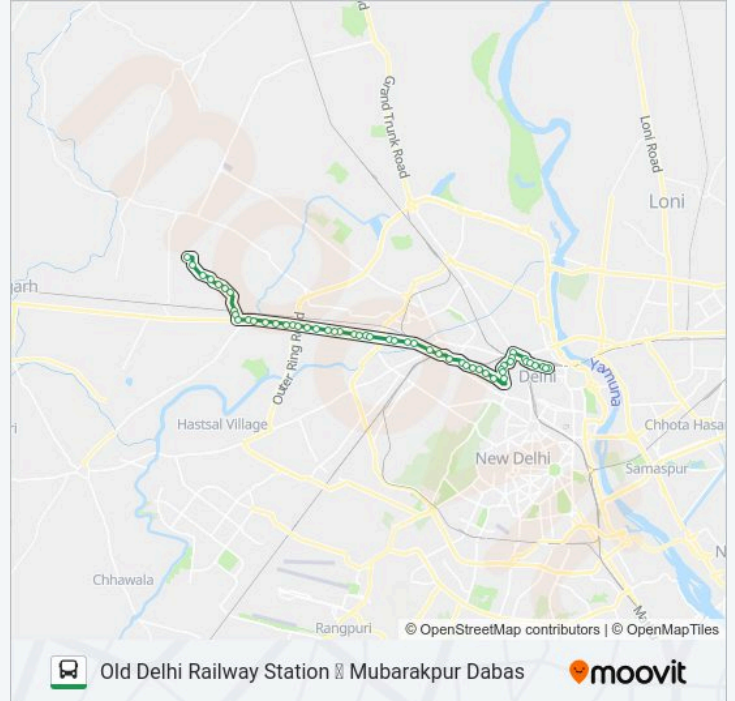 d
Grand Trunk Road
Loni Road
Loni
arh
Outer Ring Road
Delhi
Yamuna
Hastsal Village
Chhota Hasa
New Delhi
Samaspur
N
Chhawala
Rangpuri
© OpenStreetMap contributors | © OpenMapTiles
Old Delhi Railway Station Mubarakpur Dabas
moovit